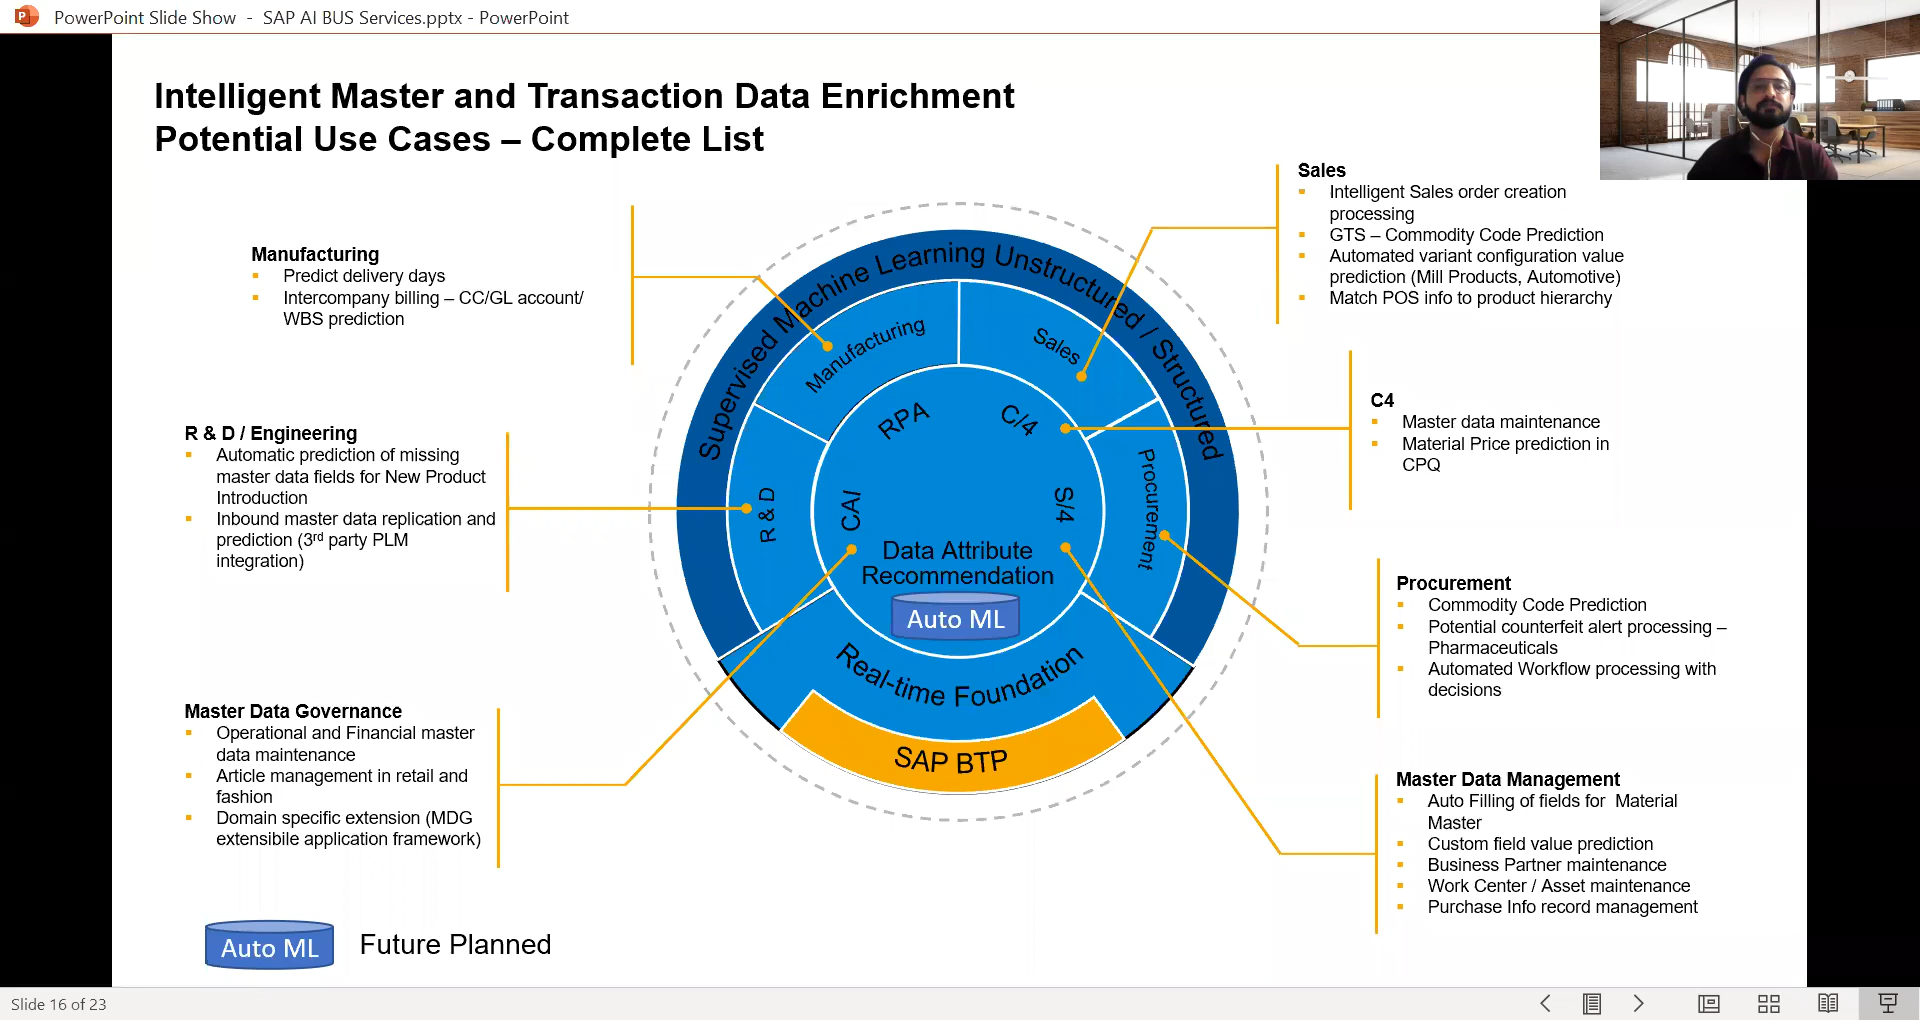 PowerPoint Slide Show - SAP AI BUS Services.pptx - PowerPoint
Intelligent Master and Transaction Data Enrichment
Potential Use Cases – Complete List
Manufacturing
Predict delivery days
Intercompany billing – CC/GL account/
WBS prediction
R & D / Engineering
Automatic prediction of missing
master data fields for New Product
Introduction
Inbound master data replication and
prediction (3rd party PLM
integration)
Master Data Governance
Operational and Financial master
data maintenance
Article management in retail and
fashion
Domain specific extension (MDG
extensibile application framework)
Supervised Machine Learning Unstructured / Structured
Manufacturing
Sales
R & D
Procurement
RPA
C/4
CAI
S/4
Data Attribute
Recommendation
Auto ML
Real-time Foundation
SAP BTP
Sales
Intelligent Sales order creation
processing
GTS – Commodity Code Prediction
Automated variant configuration value
prediction (Mill Products, Automotive)
Match POS info to product hierarchy
C4
Master data maintenance
Material Price prediction in
CPQ
Procurement
Commodity Code Prediction
Potential counterfeit alert processing –
Pharmaceuticals
Automated Workflow processing with
decisions
Master Data Management
Auto Filling of fields for Material
Master
Custom field value prediction
Business Partner maintenance
Work Center / Asset maintenance
Purchase Info record management
Auto ML
Future Planned
Slide 16 of 23